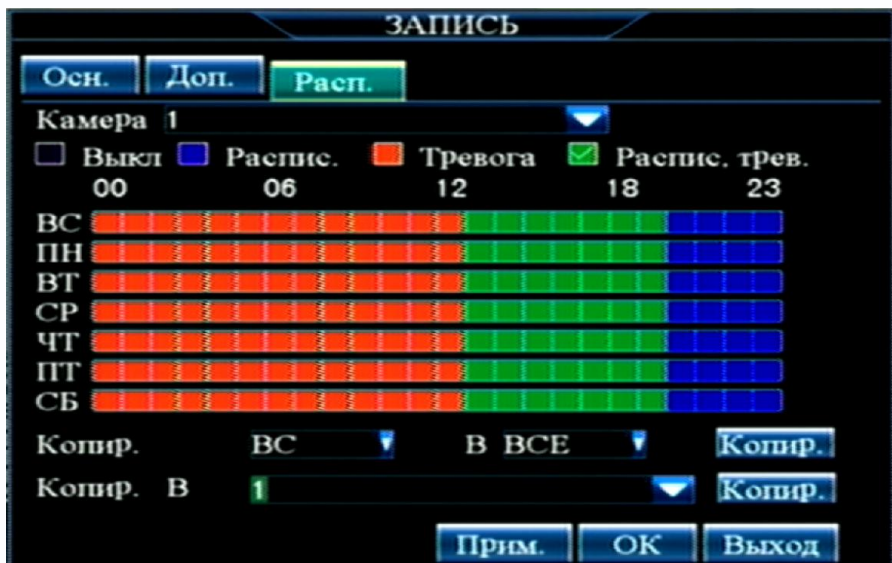 ЗАПИСЬ
Осн. Доп. Расп.
Камера 1
Выкл Распис. Тревога Распис. трев.
00 06 12 18 23
ВС
ПН
ВТ
СР
ЧТ
ПТ
СБ
Копир. ВС В ВСЕ Копир.
Копир. В 1 Копир.
Прим. ОК Выход